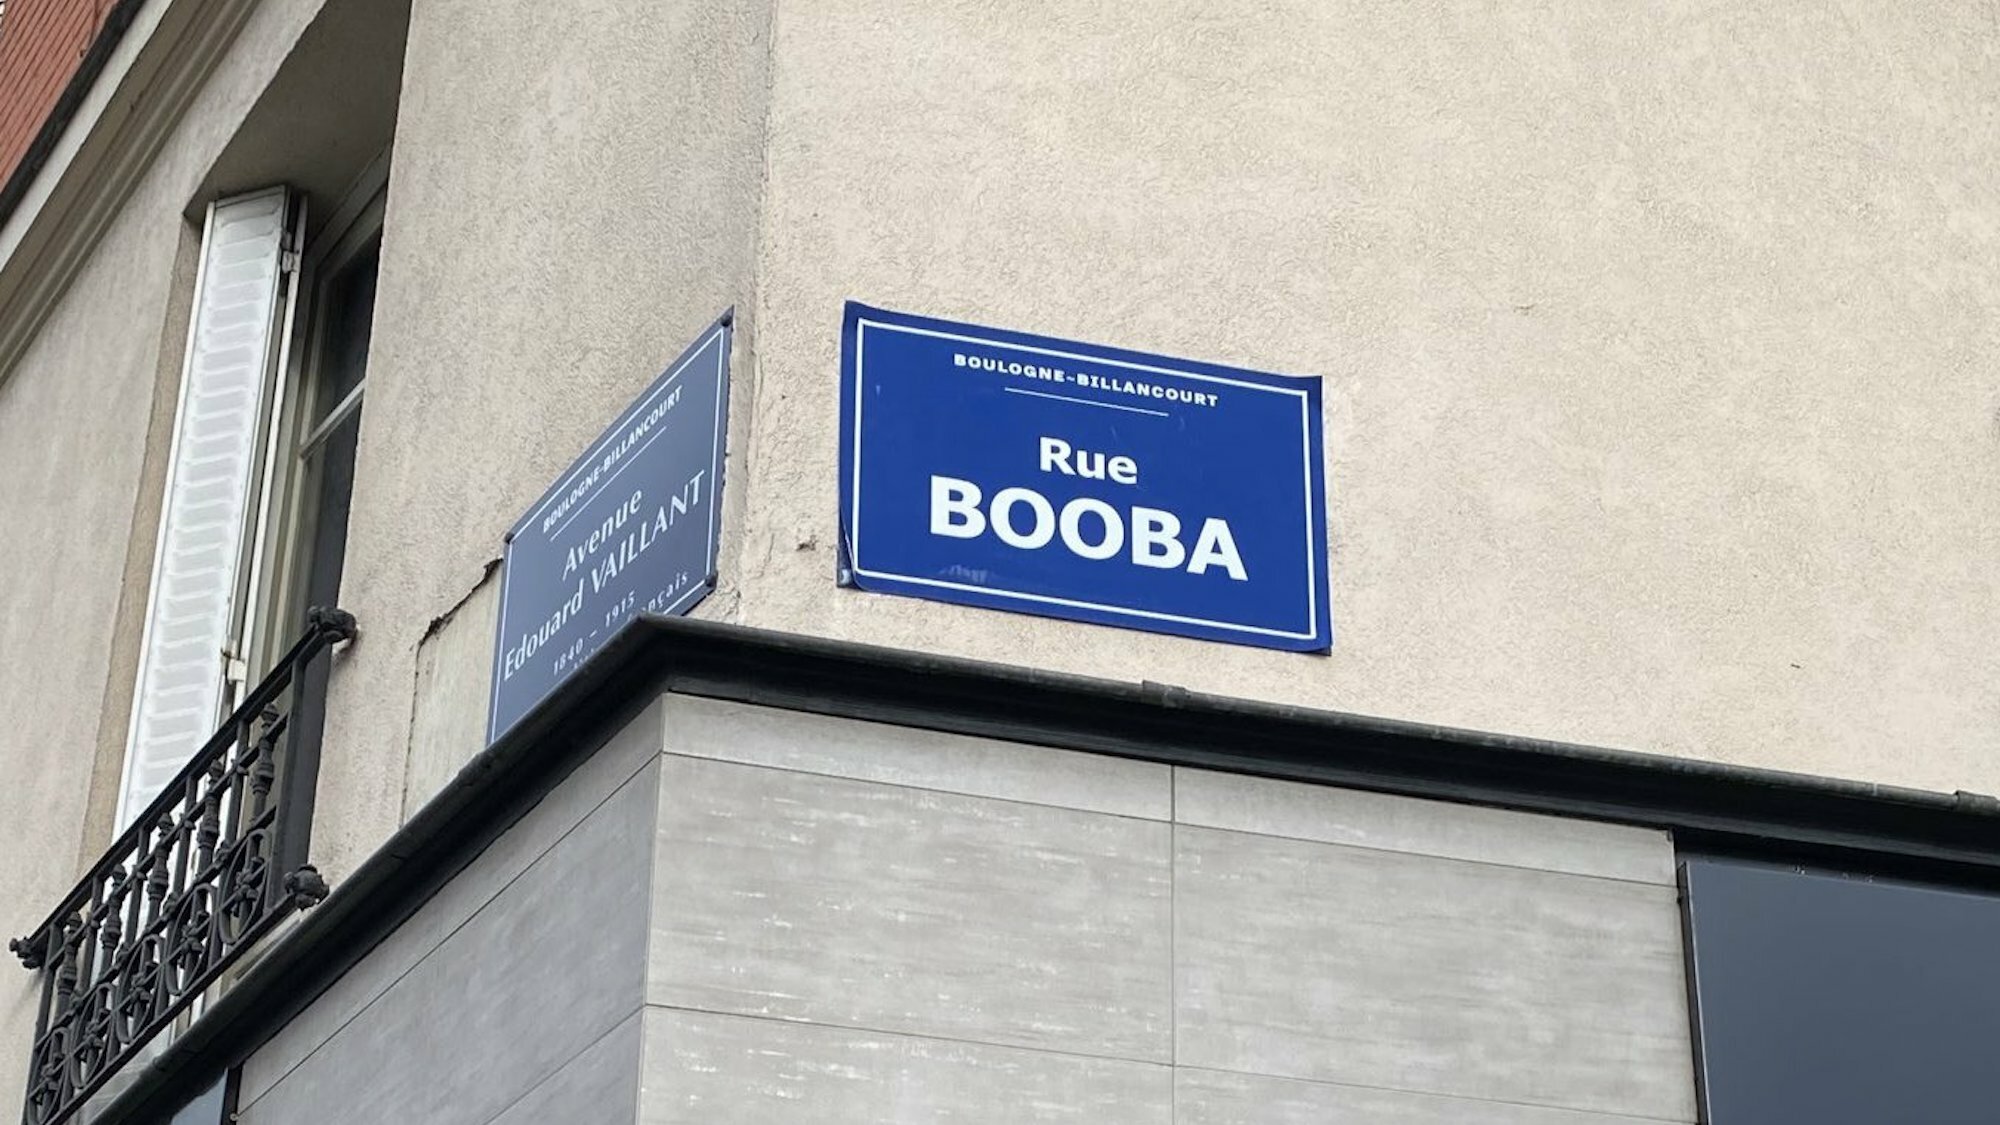 BOULOGNE-BILLANCOURT
Avenue
Edouard VAILLANT
1840 - 1915
BOULOGNE-BILLANCOURT
Rue
BOOBA